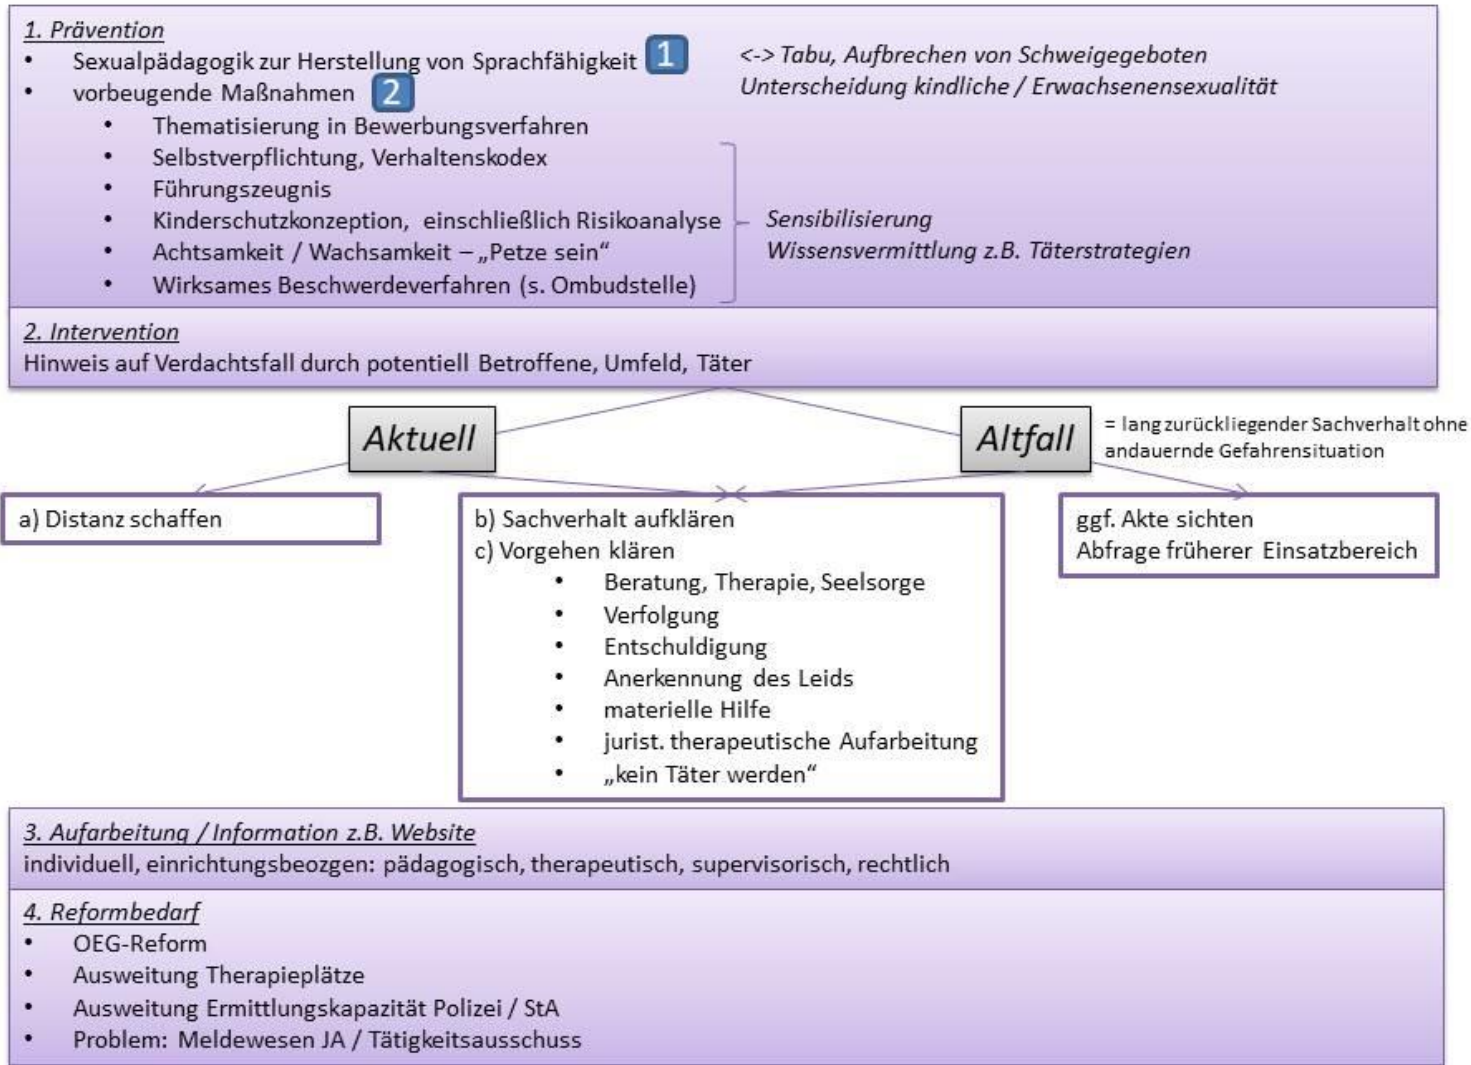 1. Prävention
• Sexualpädagogik zur Herstellung von Sprachfähigkeit 1
<-> Tabu, Aufbrechen von Schweigegeboten
• vorbeugende Maßnahmen 2
Unterscheidung kindliche / Erwachsenensexualität
• Thematisierung in Bewerbungsverfahren
• Selbstverpflichtung, Verhaltenskodex
• Führungszeugnis
• Kinderschutzkonzeption, einschließlich Risikoanalyse
• Achtsamkeit / Wachsamkeit – „Petze sein“
• Wirksames Beschwerdeverfahren (s. Ombudstelle)
Sensibilisierung
Wissensvermittlung z.B. Täterstrategien
2. Intervention
Hinweis auf Verdachtsfall durch potentiell Betroffene, Umfeld, Täter
Aktuell
Altfall
= lang zurückliegender Sachverhalt ohne
andauernde Gefahrensituation
a) Distanz schaffen
b) Sachverhalt aufklären
c) Vorgehen klären
• Beratung, Therapie, Seelsorge
• Verfolgung
• Entschuldigung
• Anerkennung des Leids
• materielle Hilfe
• jurist. therapeutische Aufarbeitung
• „kein Täter werden“
ggf. Akte sichten
Abfrage früherer Einsatzbereich
3. Aufarbeitung / Information z.B. Website
individuell, einrichtungsbeozgen: pädagogisch, therapeutisch, supervisorisch, rechtlich
4. Reformbedarf
• OEG-Reform
• Ausweitung Therapieplätze
• Ausweitung Ermittlungskapazität Polizei / StA
• Problem: Meldewesen JA / Tätigkeitsausschuss